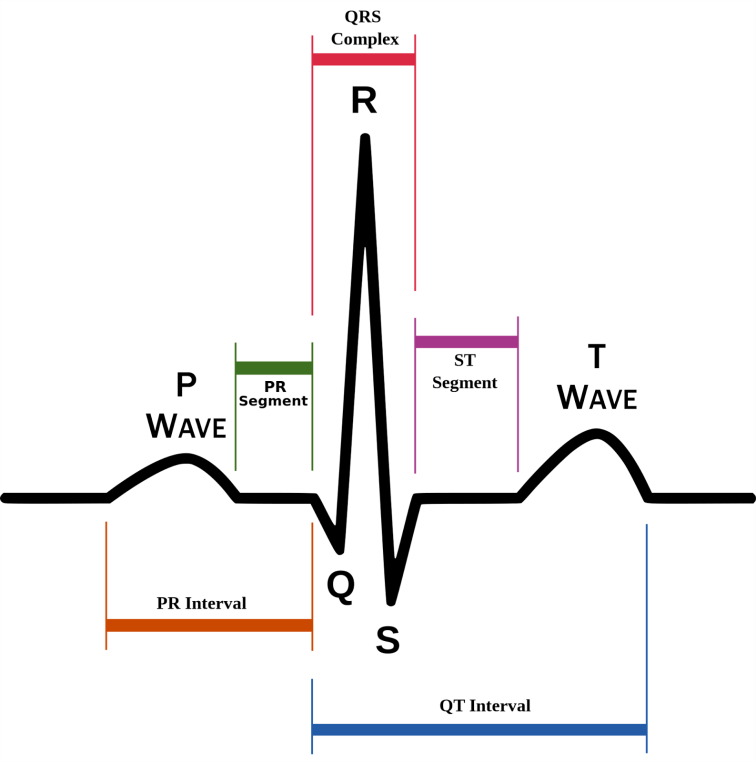 QRS
Complex
R
P
WAVE
PR
Segment
ST
Segment
T
WAVE
Q
S
PR Interval
QT Interval